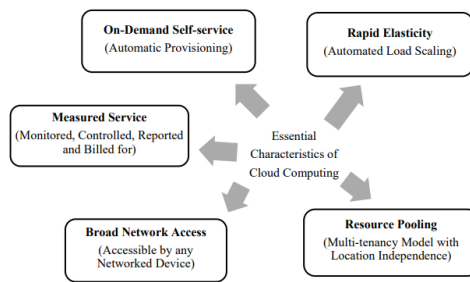 On-Demand Self-service
(Automatic Provisioning)
Rapid Elasticity
(Automated Load Scaling)
Measured Service
(Monitored, Controlled, Reported
and Billed for)
Essential
Characteristics of
Cloud Computing
Broad Network Access
(Accessible by any
Networked Device)
Resource Pooling
(Multi-tenancy Model with
Location Independence)